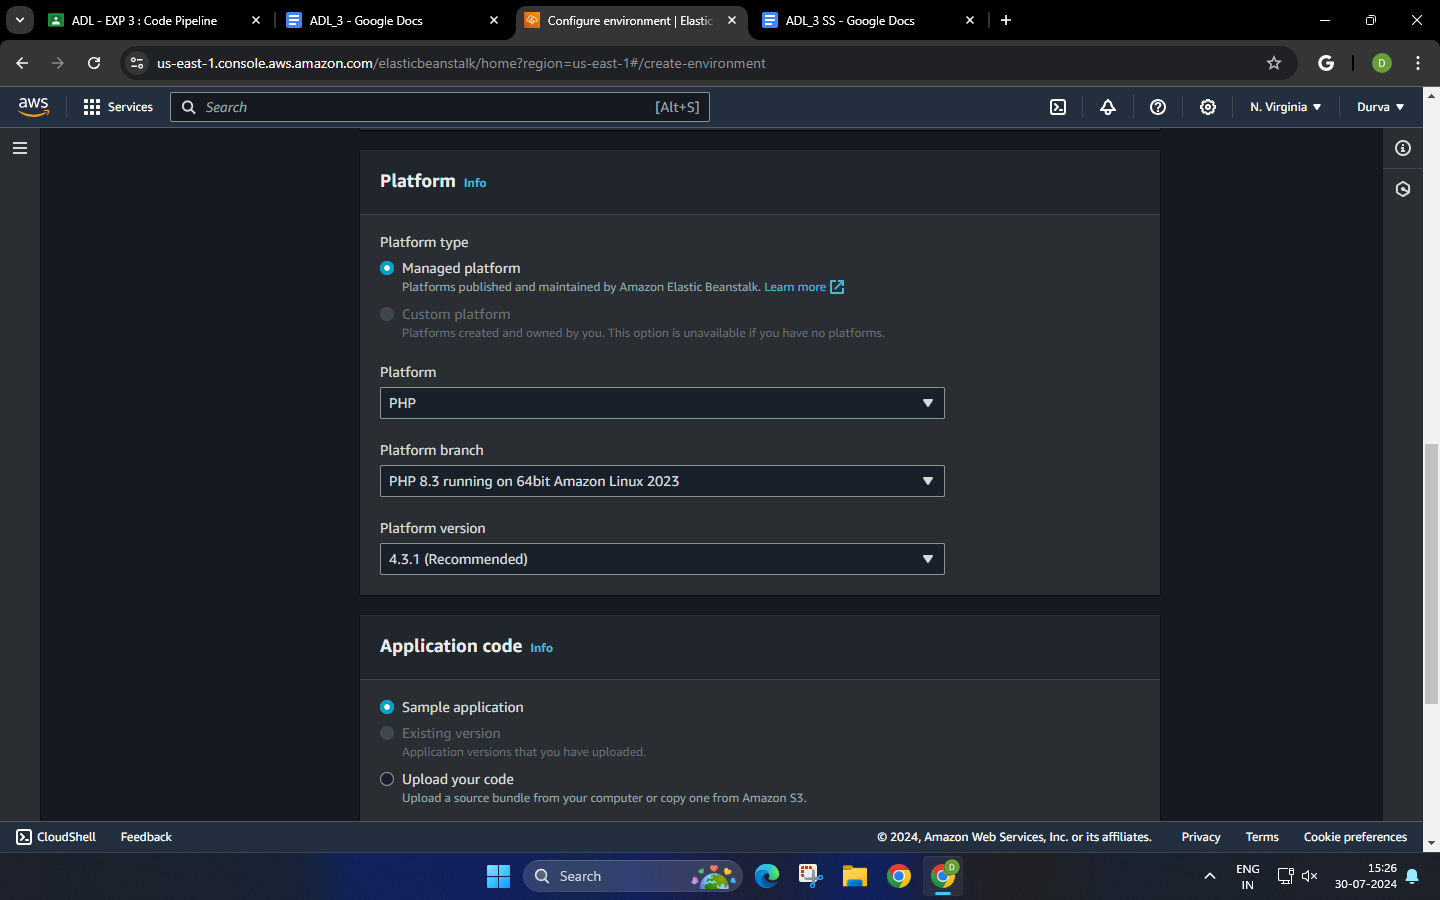 ADL - EXP 3 : Code Pipeline
ADL_3 - Google Docs
Configure environment | Elastic
ADL_3 SS - Google Docs
us-east-1.console.aws.amazon.com/elasticbeanstalk/home?region=us-east-1#/create-environment
G
D
aws
Services
Search
[Alt+S]
N. Virginia
Durva
Platform Info
Platform type
Managed platform
Platforms published and maintained by Amazon Elastic Beanstalk. Learn more
Custom platform
Platforms created and owned by you. This option is unavailable if you have no platforms.
Platform
PHP
Platform branch
PHP 8.3 running on 64bit Amazon Linux 2023
Platform version
4.3.1 (Recommended)
Application code Info
Sample application
Existing version
Application versions that you have uploaded.
Upload your code
Upload a source bundle from your computer or copy one from Amazon S3.
CloudShell
Feedback
© 2024, Amazon Web Services, Inc. or its affiliates.
Privacy
Terms
Cookie preferences
Search
D
ENG
IN
15:26
30-07-2024